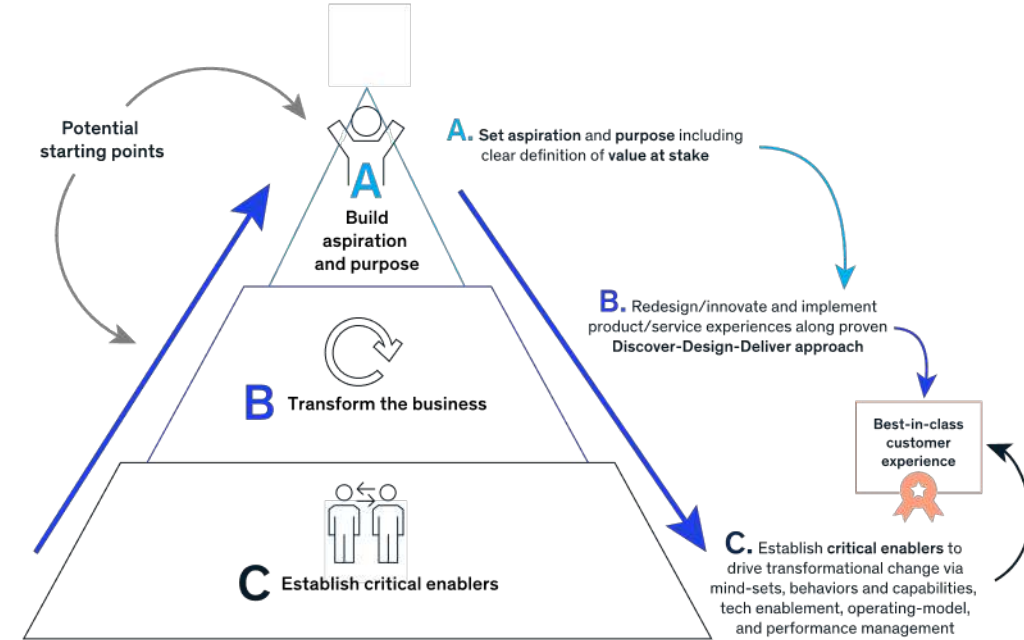 Potential
starting points
A
Build
aspiration
and purpose
B Transform the business
C Establish critical enablers
A. Set aspiration and purpose including
clear definition of value at stake
B. Redesign/innovate and implement
product/service experiences along proven
Discover-Design-Deliver approach
Best-in-class
customer
experience
C. Establish critical enablers to
drive transformational change via
mind-sets, behaviors and capabilities,
tech enablement, operating-model,
and performance management